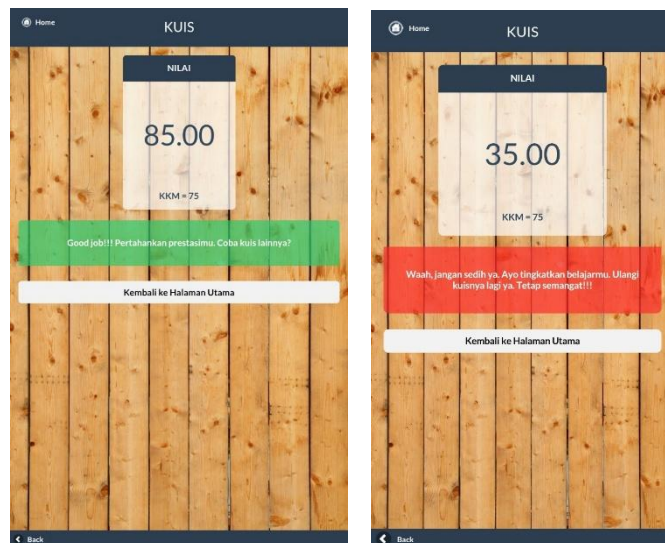 Home
KUIS
NILAI
85.00
KKM = 75
Good job!!! Pertahankan prestasimu. Coba kuis lainnya?
Kembali ke Halaman Utama
Back
Home
KUIS
NILAI
35.00
KKM = 75
Waah, jangan sedih ya. Ayo tingkatkan belajarmu. Ulangi
kuisnya lagi ya. Tetap semangat!!!
Kembali ke Halaman Utama
Back